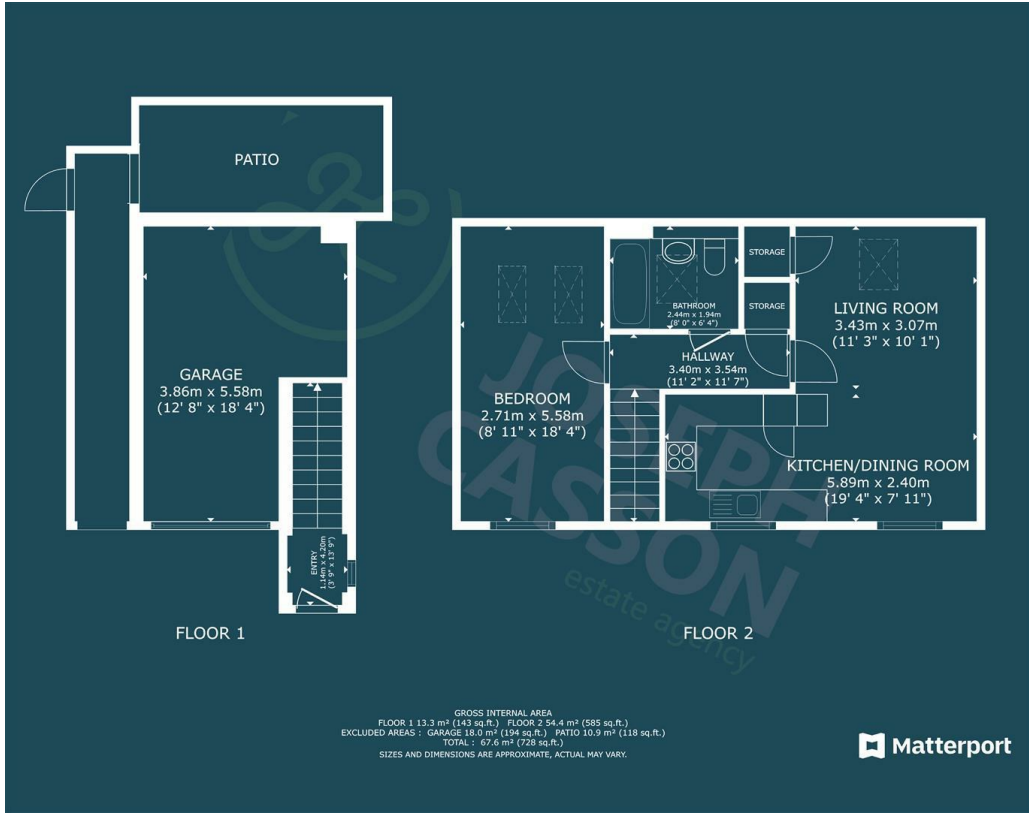 PATIO
GARAGE
3.86m x 5.58m
(12' 8" x 18' 4")
ENTRY
1.14m x 4.20m
(3' 9" x 13' 9")
FLOOR 1
BEDROOM
2.71m x 5.58m
(8' 11" x 18' 4")
BATHROOM
2.44m x 1.94m
(8' 0" x 6' 4")
STORAGE
STORAGE
HALLWAY
3.40m x 3.54m
(11' 2" x 11' 7")
LIVING ROOM
3.43m x 3.07m
(11' 3" x 10' 1")
KITCHEN/DINING ROOM
5.89m x 2.40m
(19' 4" x 7' 11")
FLOOR 2
JOSEPH
CASSON
estate agency
GROSS INTERNAL AREA
FLOOR 1 13.3 m² (143 sq.ft.) FLOOR 2 54.4 m² (585 sq.ft.)
EXCLUDED AREAS : GARAGE 18.0 m² (194 sq.ft.) PATIO 10.9 m² (118 sq.ft.)
TOTAL : 67.6 m² (728 sq.ft.)
SIZES AND DIMENSIONS ARE APPROXIMATE, ACTUAL MAY VARY.
Matterport